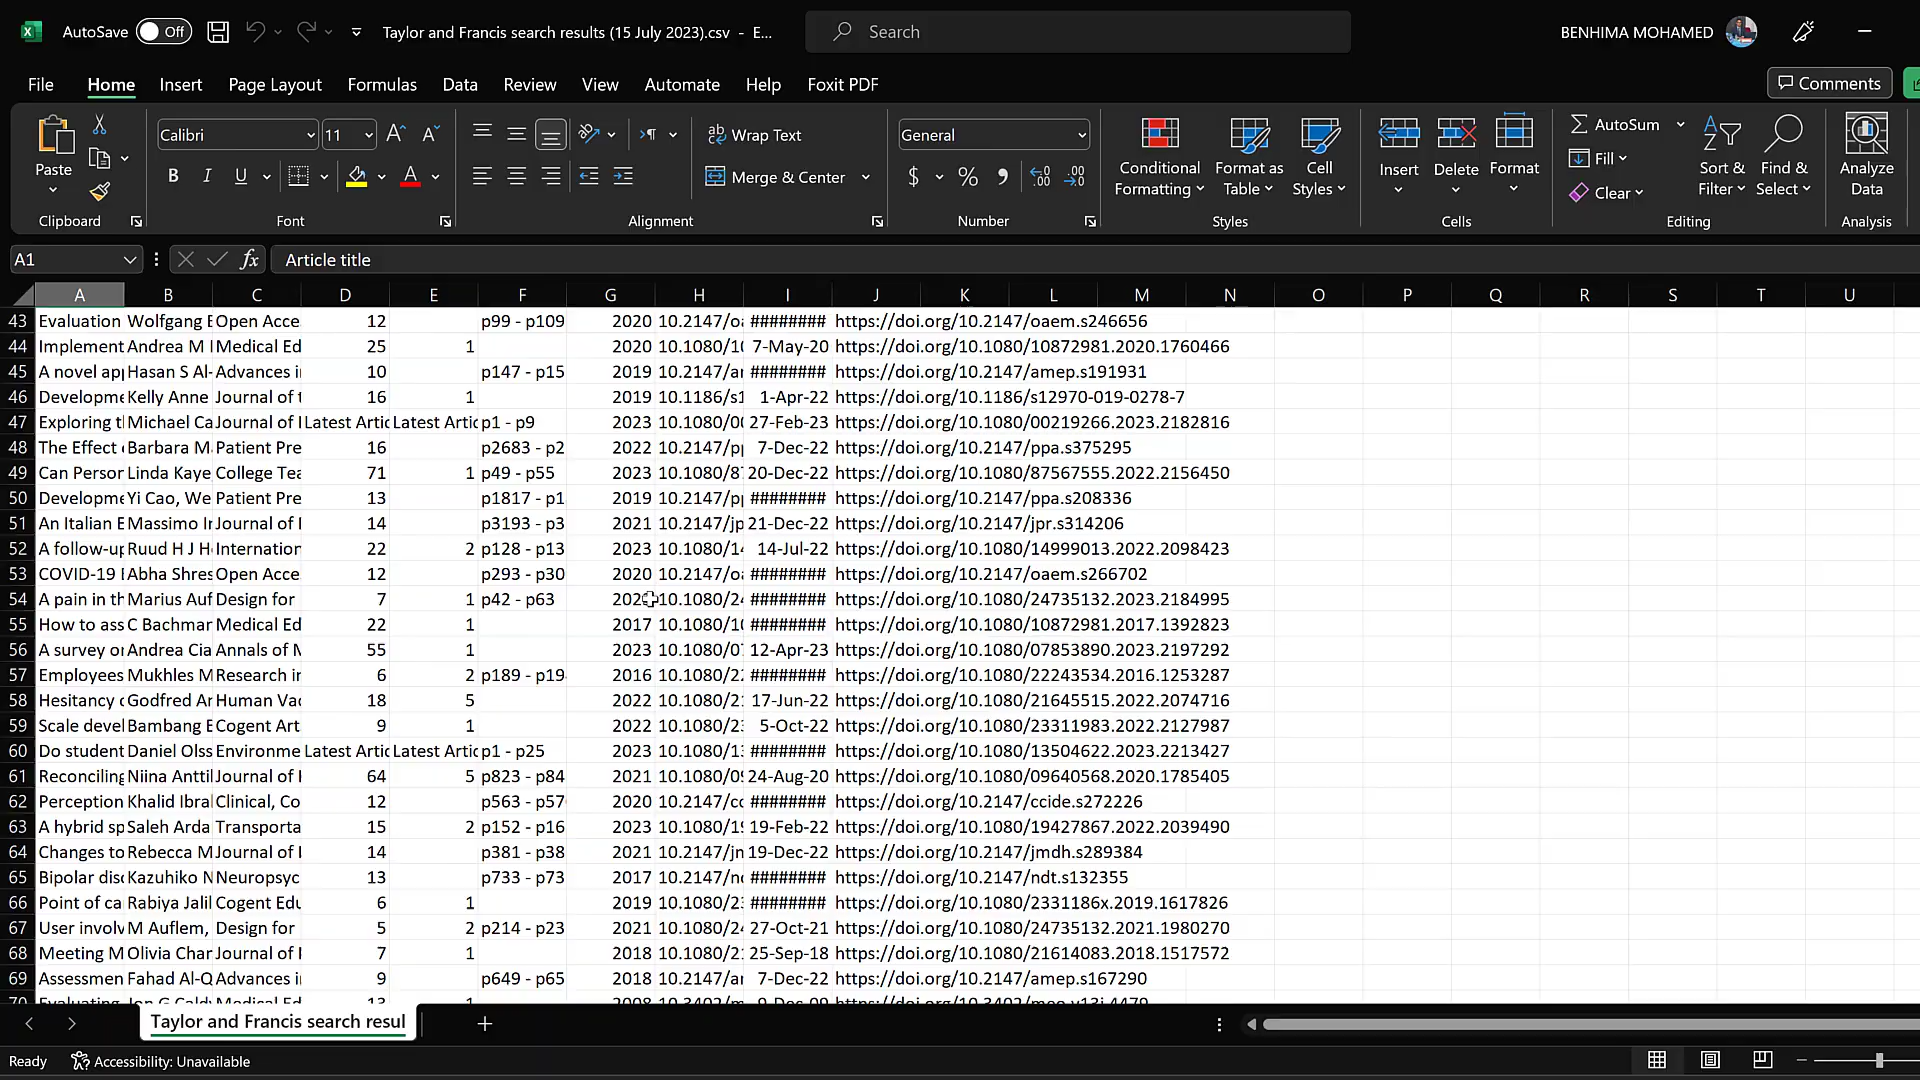 AutoSave Off Taylor and Francis search results (15 July 2023).csv - E... Search BENHIMA MOHAMED
File Home Insert Page Layout Formulas Data Review View Automate Help Foxit PDF Comments
Paste Calibri 11 Wrap Text General Conditional Formatting Format as Table Cell Styles Insert Delete Format AutoSum Sort & Filter Find & Select Analyze Data
B I U Merge & Center $ % Fill
Clear
Clipboard Font Alignment Number Styles Cells Editing Analysis
A1 fx Article title
A B C D E F G H I J K L M N O P Q R S T U
43 Evaluation Wolfgang E Open Acce 12 p99 - p109 2020 10.2147/oa ######## https://doi.org/10.2147/oaem.s246656
44 Implement Andrea M Medical Ed 25 1 2020 10.1080/10 7-May-20 https://doi.org/10.1080/10872981.2020.1760466
45 A novel ap Hasan S Al- Advances i 10 p147 - p15 2019 10.2147/a ######## https://doi.org/10.2147/amep.s191931
46 Developme Kelly Anne Journal of t 16 1 2019 10.1186/s1 1-Apr-22 https://doi.org/10.1186/s12970-019-0278-7
47 Exploring t Michael Ca Journal of Latest Artic Latest Artic p1 - p9 2023 10.1080/00 27-Feb-23 https://doi.org/10.1080/00219266.2023.2182816
48 The Effect Barbara M Patient Pre 16 p2683 - p2 2022 10.2147/p 7-Dec-22 https://doi.org/10.2147/ppa.s375295
49 Can Person Linda Kaye College Tea 71 1 p49 - p55 2023 10.1080/87 20-Dec-22 https://doi.org/10.1080/87567555.2022.2156450
50 Developme Yi Cao, We Patient Pre 13 p1817 - p1 2019 10.2147/p ######## https://doi.org/10.2147/ppa.s208336
51 An Italian E Massimo I Journal of 14 p3193 - p3 2021 10.2147/jp 21-Dec-22 https://doi.org/10.2147/jpr.s314206
52 A follow-up Ruud H J H Internation 22 2 p128 - p13 2023 10.1080/14 14-Jul-22 https://doi.org/10.1080/14999013.2022.2098423
53 COVID-19 Abha Shres Open Acce 12 p293 - p30 2020 10.2147/oa ######## https://doi.org/10.2147/oaem.s266702
54 A pain in th Marius Auf Design for 7 1 p42 - p63 10.1080/24 ######## https://doi.org/10.1080/24735132.2023.2184995
55 How to ass C Bachmar Medical Ed 22 1 2017 10.1080/10 ######## https://doi.org/10.1080/10872981.2017.1392823
56 A survey o Andrea Cia Annals of M 55 1 2023 10.1080/07 12-Apr-23 https://doi.org/10.1080/07853890.2023.2197292
57 Employees Mukhles M Research in 6 2 p189 - p19 2016 10.1080/22 ######## https://doi.org/10.1080/22243534.2016.1253287
58 Hesitancy Godfred Ar Human Vac 18 5 2022 10.1080/21 17-Jun-22 https://doi.org/10.1080/21645515.2022.2074716
59 Scale devel Bambang E Cogent Art 9 1 2022 10.1080/23 5-Oct-22 https://doi.org/10.1080/23311983.2022.2127987
60 Do student Daniel Olss Environme Latest Artic Latest Artic p1 - p25 2023 10.1080/13 ######## https://doi.org/10.1080/13504622.2023.2213427
61 Reconciling Niina Antti Journal of 64 5 p823 - p84 2021 10.1080/09 24-Aug-20 https://doi.org/10.1080/09640568.2020.1785405
62 Perception Khalid Ibra Clinical, Co 12 p563 - p57 2020 10.2147/cc ######## https://doi.org/10.2147/ccide.s272226
63 A hybrid sp Saleh Arda Transporta 15 2 p152 - p16 2023 10.1080/19 19-Feb-22 https://doi.org/10.1080/19427867.2022.2039490
64 Changes to Rebecca M Journal of 14 p381 - p38 2021 10.2147/jm 19-Dec-22 https://doi.org/10.2147/jmdh.s289384
65 Bipolar diso Kazuhiko N Neuropsyc 13 p733 - p73 2017 10.2147/n ######## https://doi.org/10.2147/ndt.s132355
66 Point of ca Rabiya Jalil Cogent Edu 6 1 2019 10.1080/23 ######## https://doi.org/10.1080/2331186x.2019.1617826
67 User involv M Auflem, Design for 5 2 p214 - p23 2021 10.1080/24 27-Oct-21 https://doi.org/10.1080/24735132.2021.1980270
68 Meeting M Olivia Char Journal of 7 1 2018 10.1080/21 25-Sep-18 https://doi.org/10.1080/21614083.2018.1517572
69 Assessmen Fahad Al-Q Advances i 9 p649 - p65 2018 10.2147/a 7-Dec-22 https://doi.org/10.2147/amep.s167290
Taylor and Francis search resul
Ready Accessibility: Unavailable